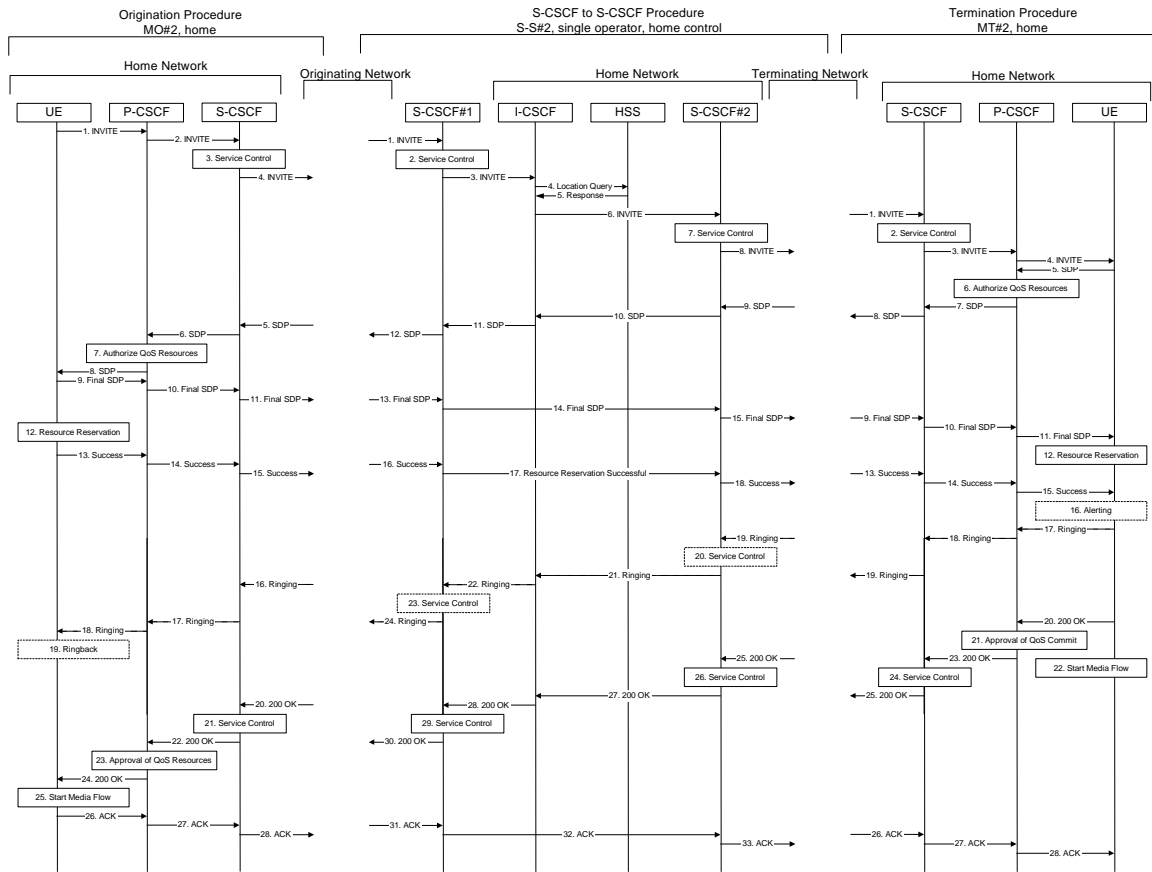 Origination Procedure
MO#2, home
S-CSCF to S-CSCF Procedure
S-S#2, single operator, home control
Termination Procedure
MT#2, home
Home Network
Originating Network
Home Network
Terminating Network
Home Network
UE
P-CSCF
S-CSCF
S-CSCF#1
I-CSCF
HSS
S-CSCF#2
S-CSCF
P-CSCF
UE
1. INVITE
2. INVITE
3. Service Control
4. INVITE
5. SDP
6. SDP
7. Authorize QoS Resources
8. SDP
9. Final SDP
10. Final SDP
11. Final SDP
12. Resource Reservation
13. Success
14. Success
15. Success
16. Ringing
17. Ringing
18. Ringing
19. Ringback
20. 200 OK
21. Service Control
22. 200 OK
23. Approval of QoS Resources
24. 200 OK
25. Start Media Flow
26. ACK
27. ACK
28. ACK
1. INVITE
2. Service Control
3. INVITE
4. Location Query
5. Response
6. INVITE
7. Service Control
8. INVITE
9. SDP
10. SDP
11. SDP
12. SDP
13. Final SDP
14. Final SDP
15. Final SDP
16. Success
17. Resource Reservation Successful
18. Success
19. Ringing
20. Service Control
21. Ringing
22. Ringing
23. Service Control
24. Ringing
25. 200 OK
26. Service Control
27. 200 OK
28. 200 OK
29. Service Control
30. 200 OK
31. ACK
32. ACK
33. ACK
1. INVITE
2. Service Control
3. INVITE
4. INVITE
5. SDP
6. Authorize QoS Resources
7. SDP
8. SDP
9. Final SDP
10. Final SDP
11. Final SDP
12. Resource Reservation
13. Success
14. Success
15. Success
16. Alerting
17. Ringing
18. Ringing
19. Ringing
20. 200 OK
21. Approval of QoS Commit
22. Start Media Flow
23. 200 OK
24. Service Control
25. 200 OK
26. ACK
27. ACK
28. ACK